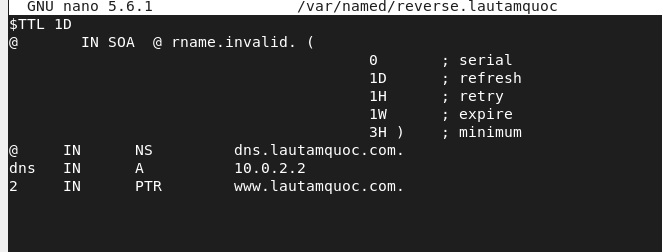 GNU nano 5.6.1 /var/named/reverse.lautamquoc
$TTL 1D
@ IN SOA @ rname.invalid. (
0 ; serial
1D ; refresh
1H ; retry
1W ; expire
3H ) ; minimum
@ IN NS dns.lautamquoc.com.
dns IN A 10.0.2.2
2 IN PTR www.lautamquoc.com.